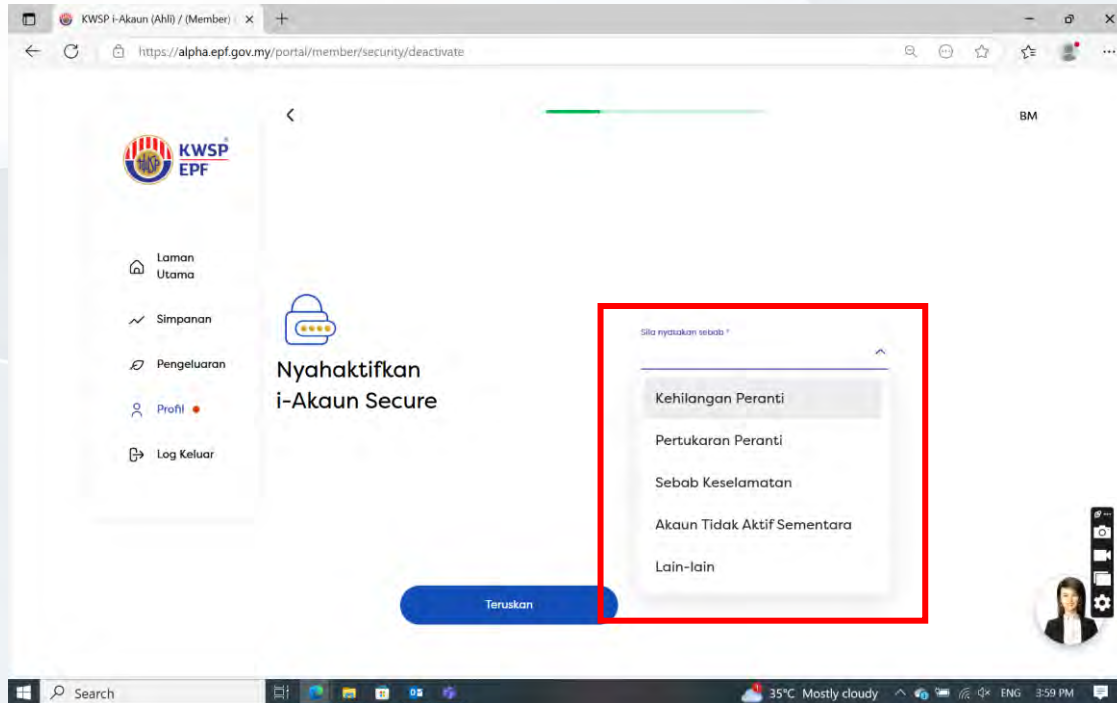 KWSP i-Akaun (Ahli) / (Member)
https://alpha.epf.gov.my/portal/member/security/deactivate
BM
KWSP
EPF
Laman
Utama
Simpanan
Pengeluaran
Profil
Log Keluar
Nyahaktifkan
i-Akaun Secure
Sila nyatakan sebab *
Kehilangan Peranti
Pertukaran Peranti
Sebab Keselamatan
Akaun Tidak Aktif Sementara
Lain-lain
Teruskan
Search
35°C Mostly cloudy
ENG
3:59 PM